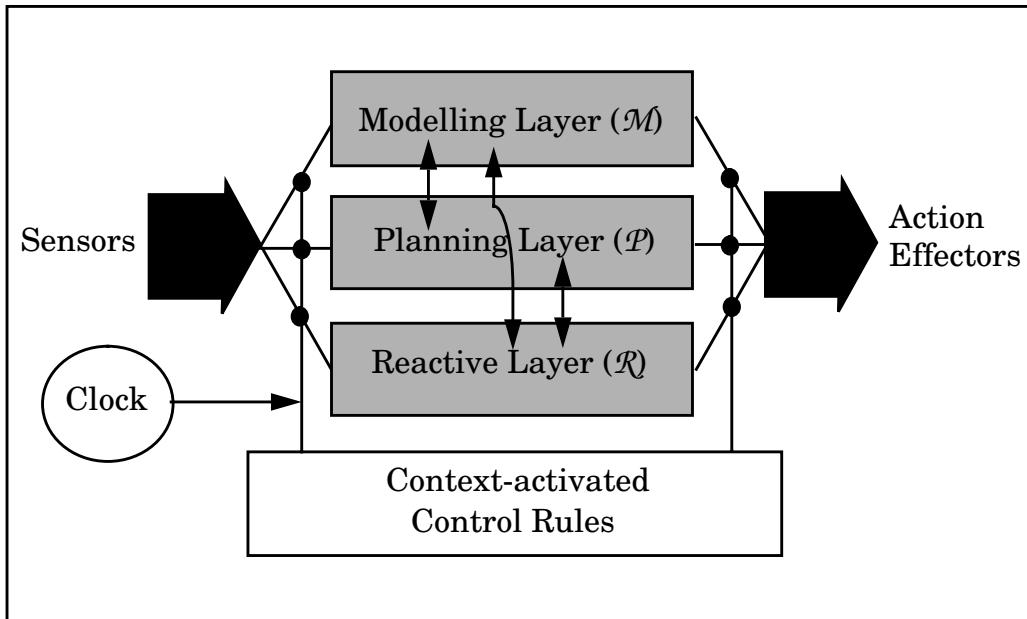 Modelling Layer (ℳ)
Sensors
Planning Layer (𝒫)
Action
Effectors
Reactive Layer (ℛ)
Clock
Context-activated
Control Rules